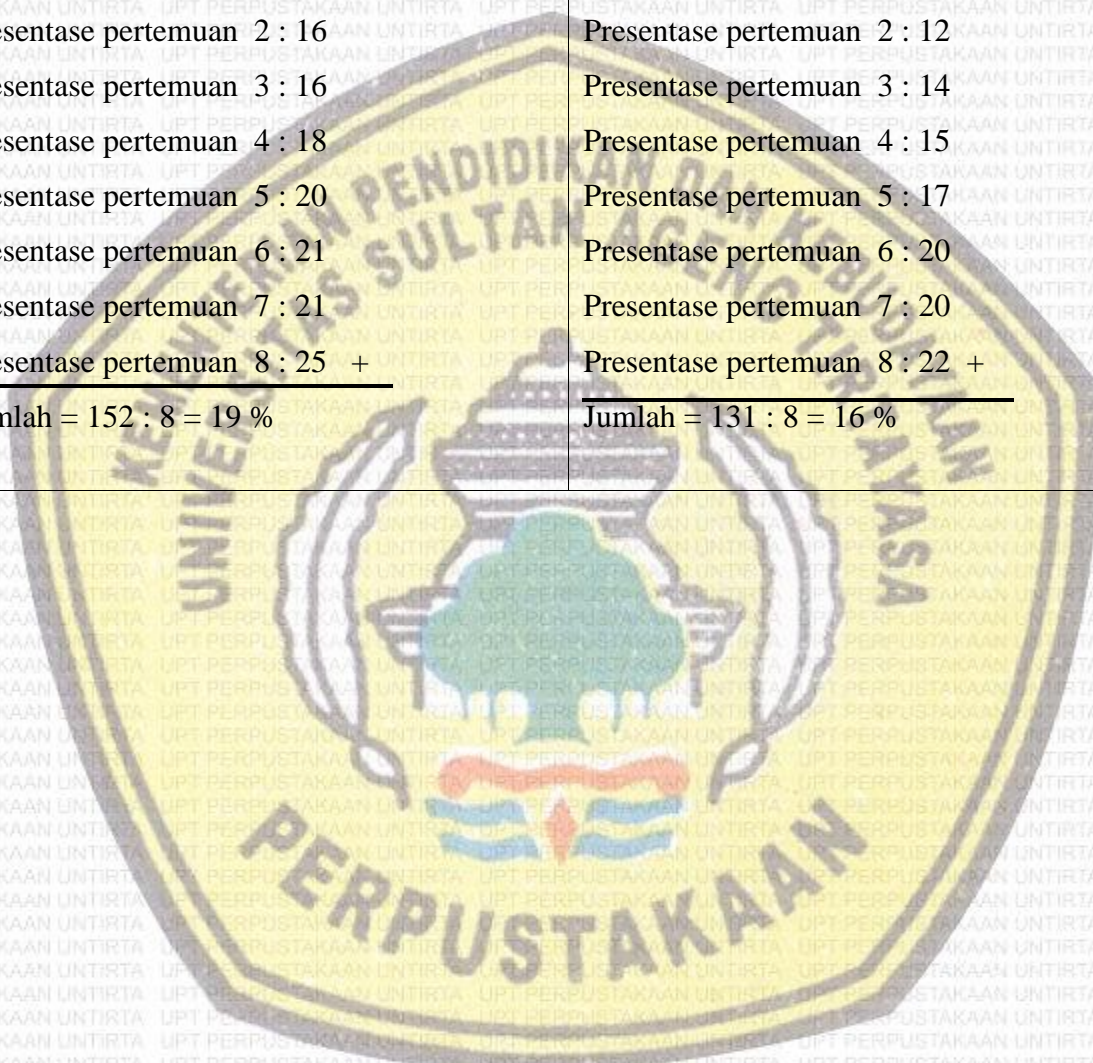 esentase pertemuan 2 : 16
esentase pertemuan 3 : 16
esentase pertemuan 4 : 18
esentase pertemuan 5 : 20
esentase pertemuan 6 : 21
esentase pertemuan 7 : 21
esentase pertemuan 8 : 25 +
mlah = 152 : 8 = 19 %
Presentase pertemuan 2 : 12
Presentase pertemuan 3 : 14
Presentase pertemuan 4 : 15
Presentase pertemuan 5 : 17
Presentase pertemuan 6 : 20
Presentase pertemuan 7 : 20
Presentase pertemuan 8 : 22 +
Jumlah = 131 : 8 = 16 %
KEMENTERIAN PENDIDIKAN DAN KEBUDAYAAN
UNIVERSITAS SULTAN AGENG TIRTAYASA
PERPUSTAKAAN